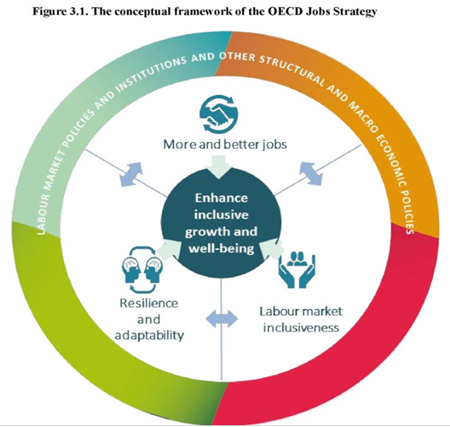 Figure 3.1. The conceptual framework of the OECD Jobs Strategy
LABOUR MARKET POLICIES AND INSTITUTIONS AND OTHER STRUCTURAL AND MACRO ECONOMIC POLICIES
More and better jobs
Enhance
inclusive
growth and
well-being
Resilience
and
adaptability
Labour market
inclusiveness